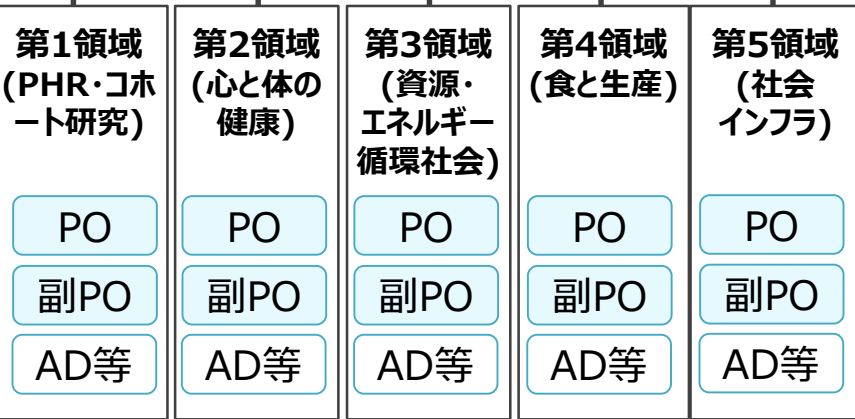 第1領域
(PHR・コホ
ート研究)
PO
副PO
AD等
第2領域
(心と体の
健康)
PO
副PO
AD等
第3領域
(資源・
エネルギー
循環社会)
PO
副PO
AD等
第4領域
(食と生産)
PO
副PO
AD等
第5領域
(社会
インフラ)
PO
副PO
AD等